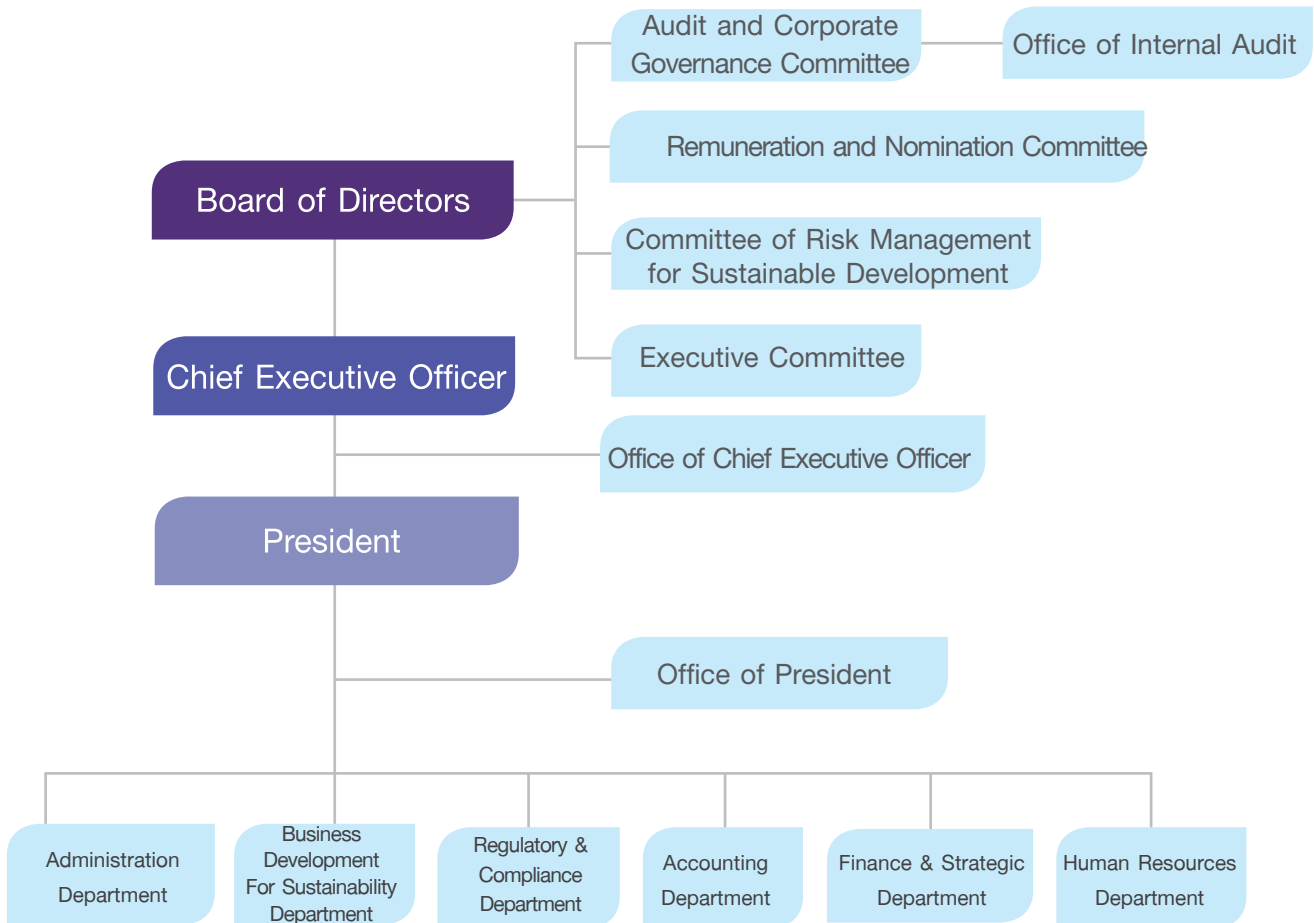 Audit and Corporate
Governance Committee
Office of Internal Audit
Remuneration and Nomination Committee
Board of Directors
Committee of Risk Management
for Sustainable Development
Executive Committee
Chief Executive Officer
Office of Chief Executive Officer
President
Office of President
Administration
Department
Business
Development
For Sustainability
Department
Regulatory &
Compliance
Department
Accounting
Department
Finance & Strategic
Department
Human Resources
Department